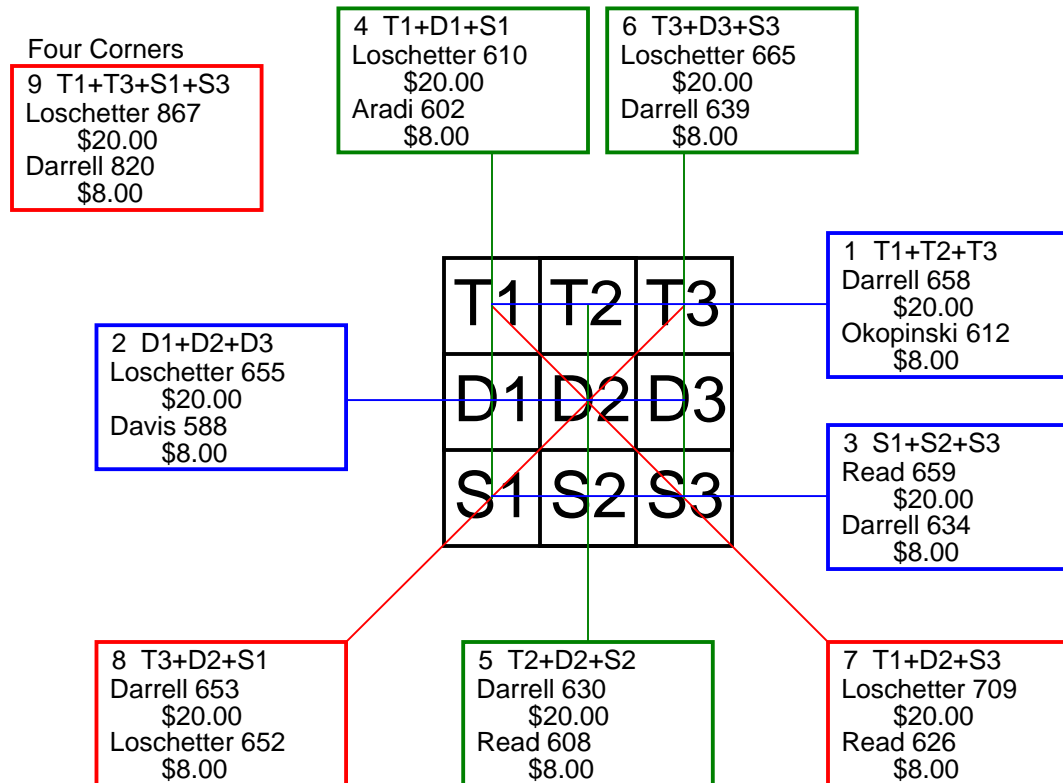 Four Corners
9 T1+T3+S1+S3
Loschetter 867
$20.00
Darrell 820
$8.00
4 T1+D1+S1
Loschetter 610
$20.00
Aradi 602
$8.00
6 T3+D3+S3
Loschetter 665
$20.00
Darrell 639
$8.00
1 T1+T2+T3
Darrell 658
$20.00
Okopinski 612
$8.00
2 D1+D2+D3
Loschetter 655
$20.00
Davis 588
$8.00
T1 T2 T3
D1 D2 D3
S1 S2 S3
3 S1+S2+S3
Read 659
$20.00
Darrell 634
$8.00
8 T3+D2+S1
Darrell 653
$20.00
Loschetter 652
$8.00
5 T2+D2+S2
Darrell 630
$20.00
Read 608
$8.00
7 T1+D2+S3
Loschetter 709
$20.00
Read 626
$8.00